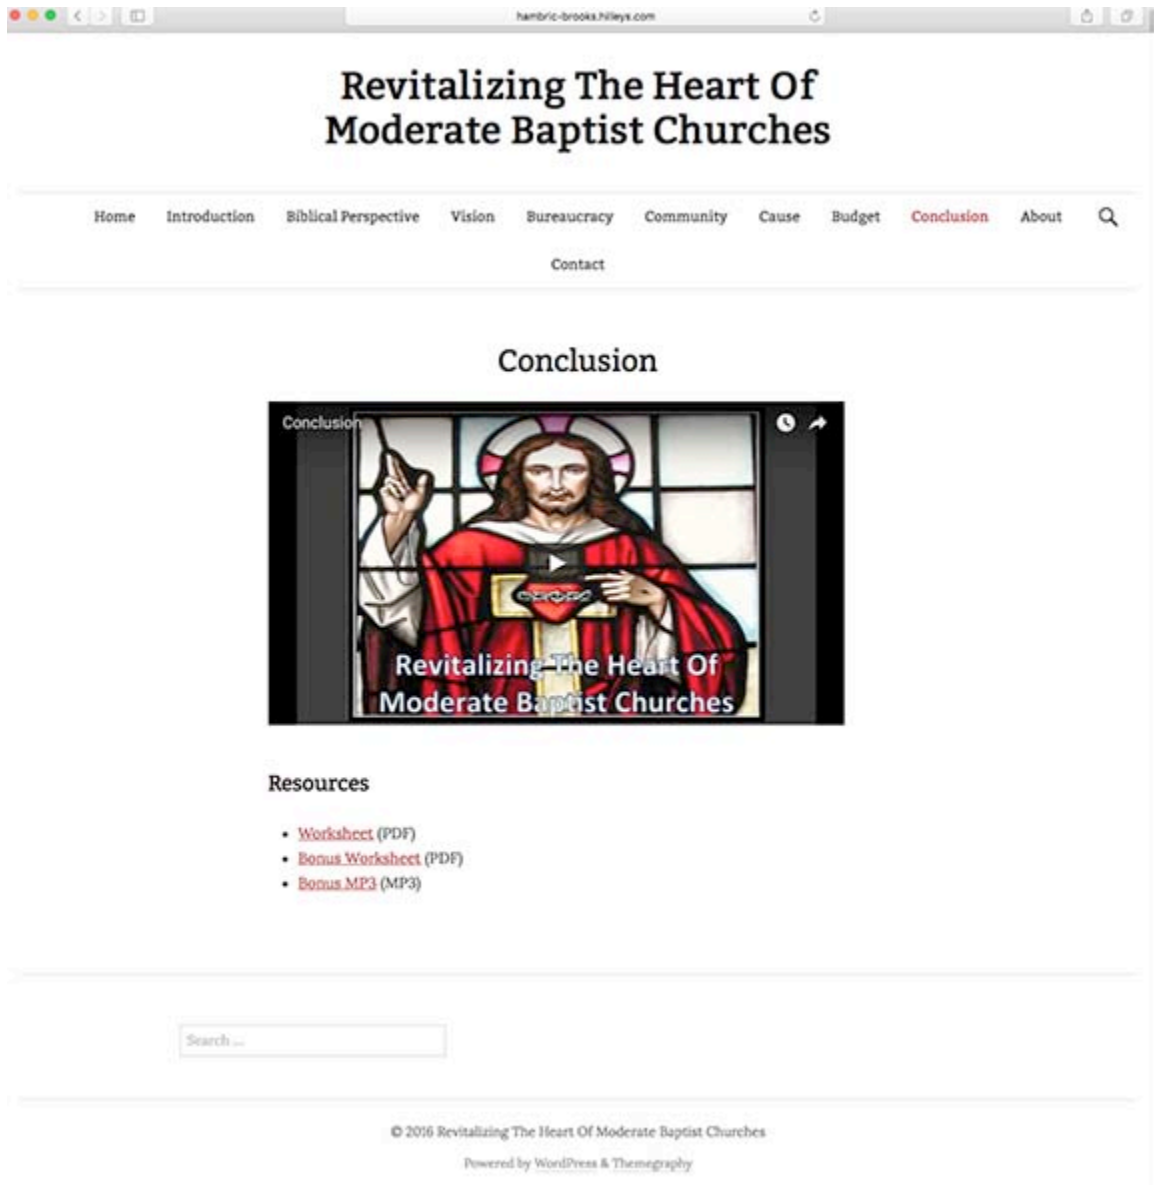 hambric-brooks.hilleys.com
Revitalizing The Heart Of
Moderate Baptist Churches
Home Introduction Biblical Perspective Vision Bureaucracy Community Cause Budget Conclusion About
Contact
Conclusion
Conclusion
Revitalizing The Heart Of
Moderate Baptist Churches
Resources
• Worksheet (PDF)
• Bonus Worksheet (PDF)
• Bonus MP3 (MP3)
Search ...
© 2016 Revitalizing The Heart Of Moderate Baptist Churches
Powered by WordPress & Themegraphy